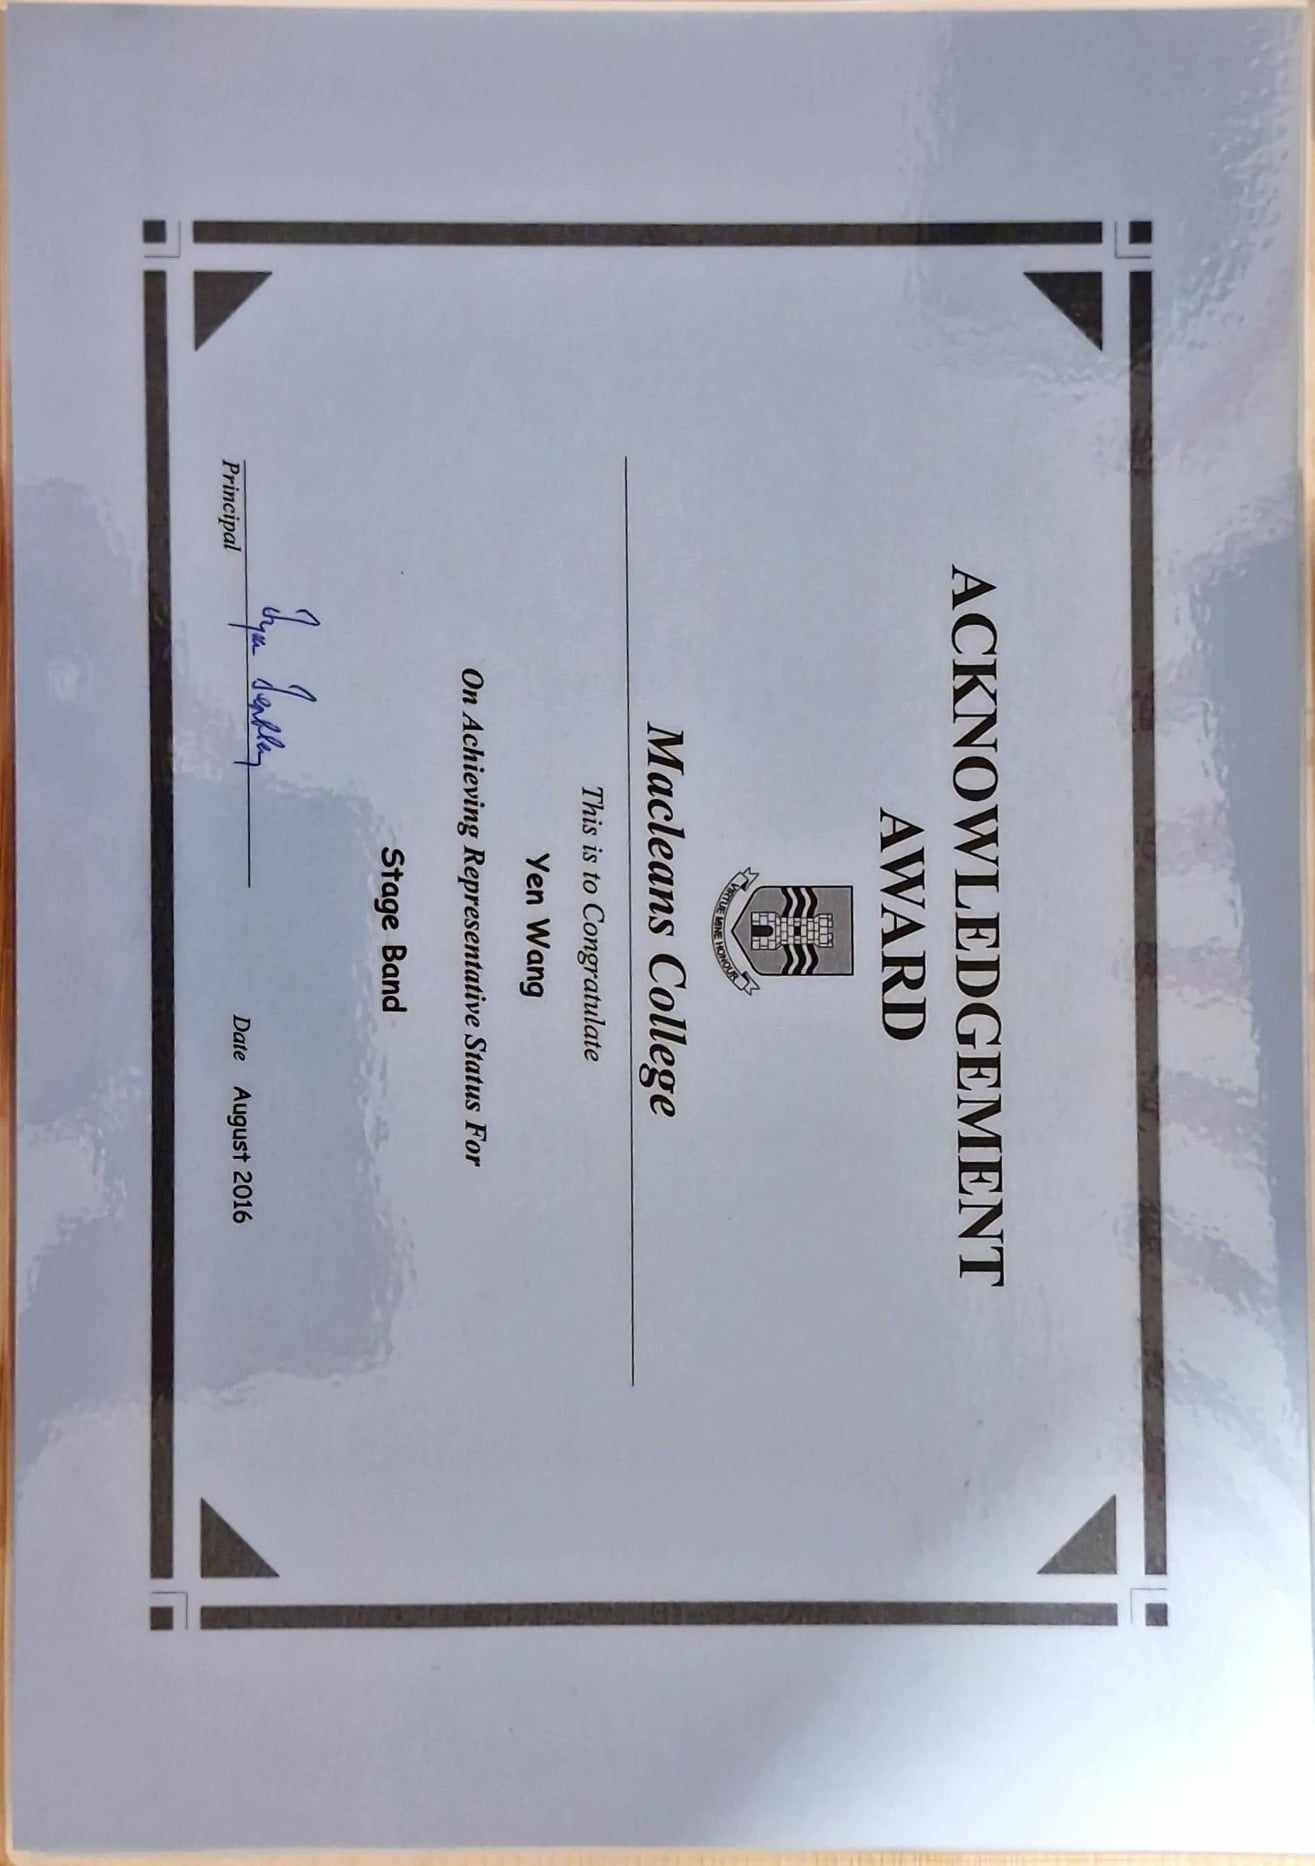 ACKNOWLEDGEMENT
AWARD
VIRTUE MINE HONOUR
Macleans College
This is to Congratulate
Yen Wang
On Achieving Representative Status For
Stage Band
Principal
Date August 2016